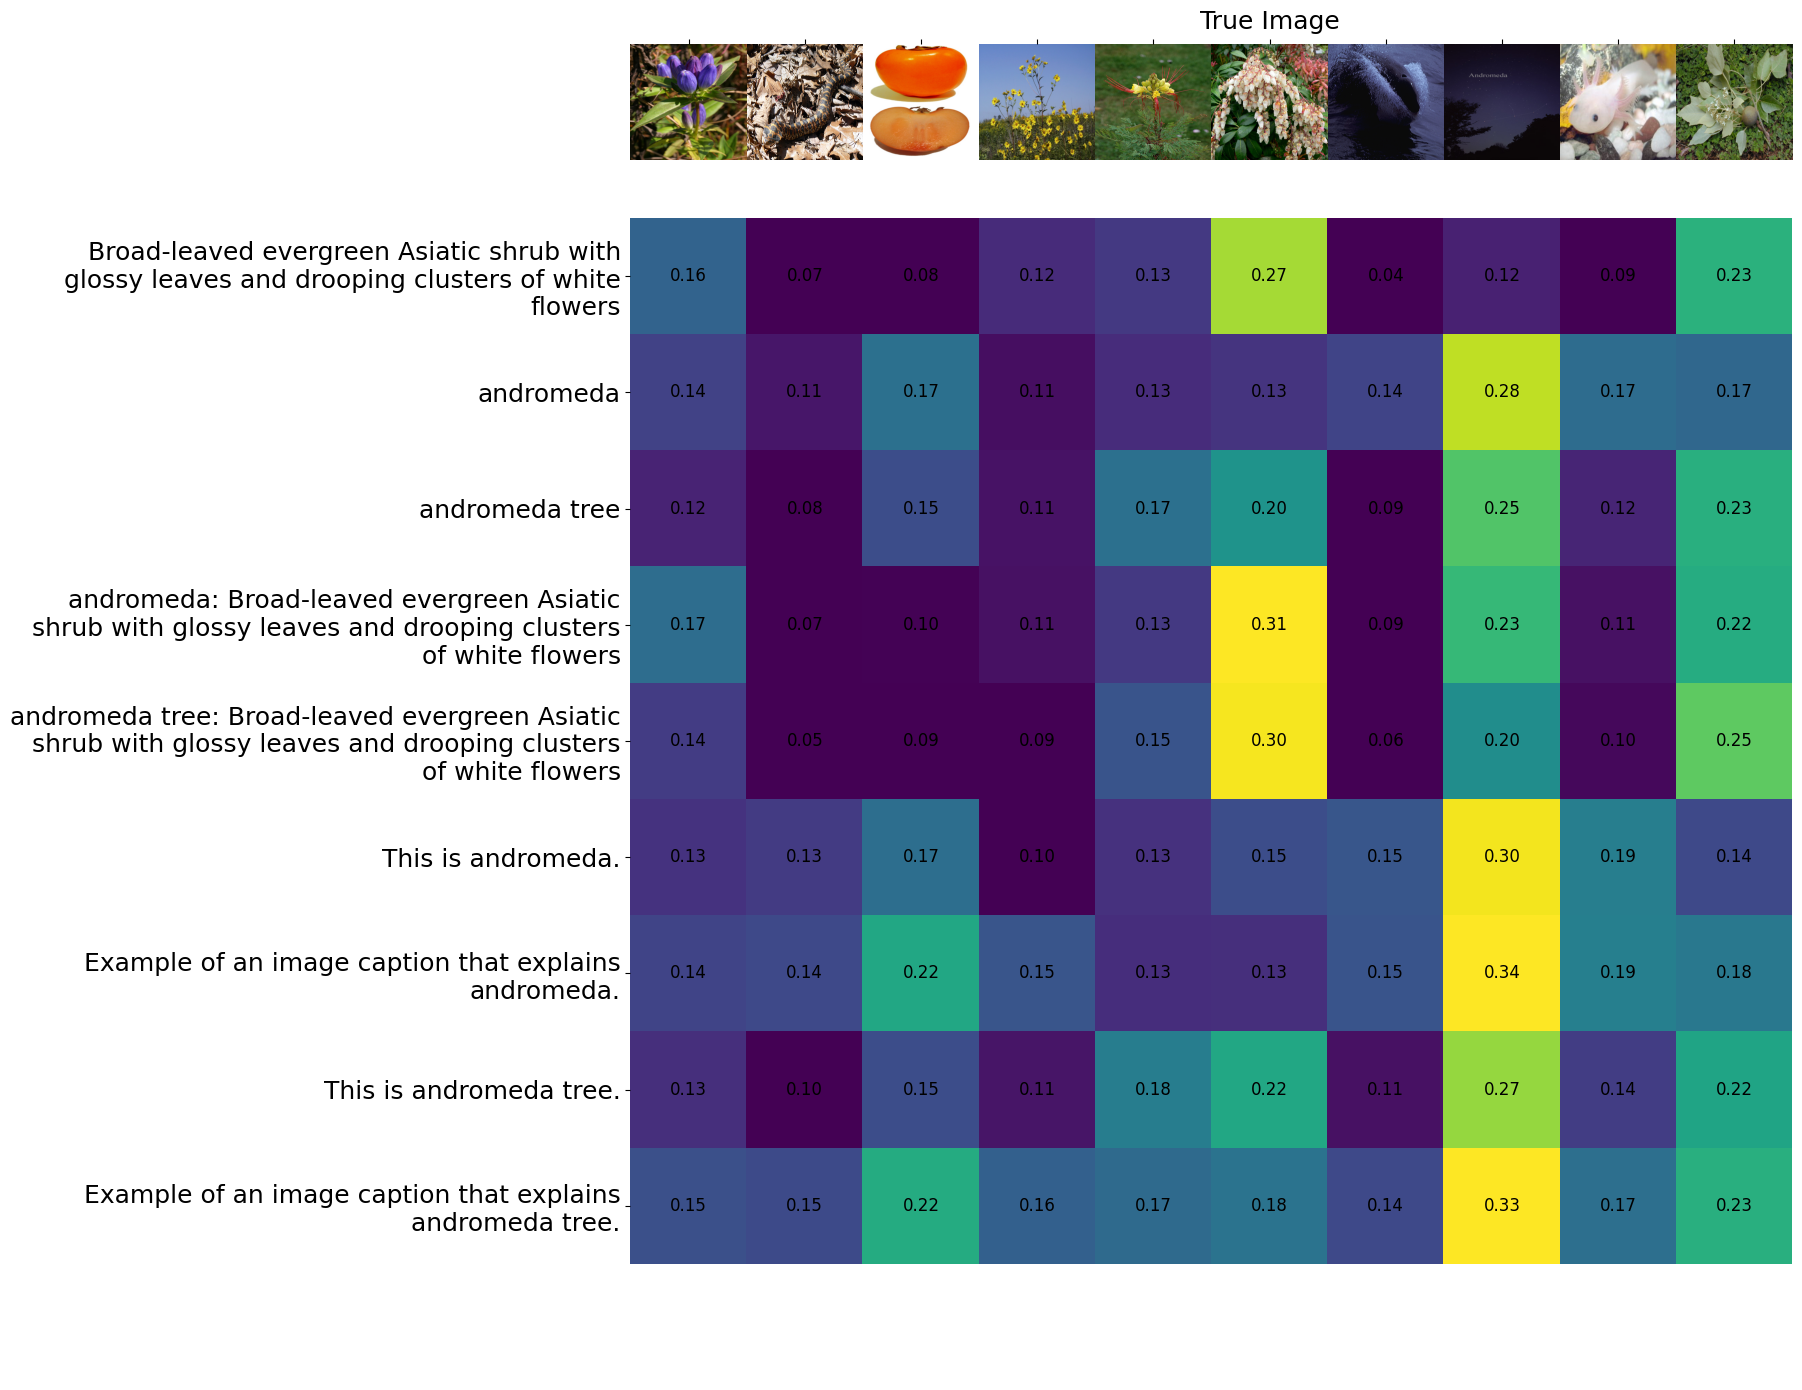 True Image
Andromeda
Broad-leaved evergreen Asiatic shrub with
glossy leaves and drooping clusters of white
flowers
0.16 0.07 0.08 0.12 0.13 0.27 0.04 0.12 0.09 0.23
andromeda
0.14 0.11 0.17 0.11 0.13 0.13 0.14 0.28 0.17 0.17
andromeda tree
0.12 0.08 0.15 0.11 0.17 0.20 0.09 0.25 0.12 0.23
andromeda: Broad-leaved evergreen Asiatic
shrub with glossy leaves and drooping clusters
of white flowers
0.17 0.07 0.10 0.11 0.13 0.31 0.09 0.23 0.11 0.22
andromeda tree: Broad-leaved evergreen Asiatic
shrub with glossy leaves and drooping clusters
of white flowers
0.14 0.05 0.09 0.09 0.15 0.30 0.06 0.20 0.10 0.25
This is andromeda.
0.13 0.13 0.17 0.10 0.13 0.15 0.15 0.30 0.19 0.14
Example of an image caption that explains
andromeda.
0.14 0.14 0.22 0.15 0.13 0.13 0.15 0.34 0.19 0.18
This is andromeda tree.
0.13 0.10 0.15 0.11 0.18 0.22 0.11 0.27 0.14 0.22
Example of an image caption that explains
andromeda tree.
0.15 0.15 0.22 0.16 0.17 0.18 0.14 0.33 0.17 0.23